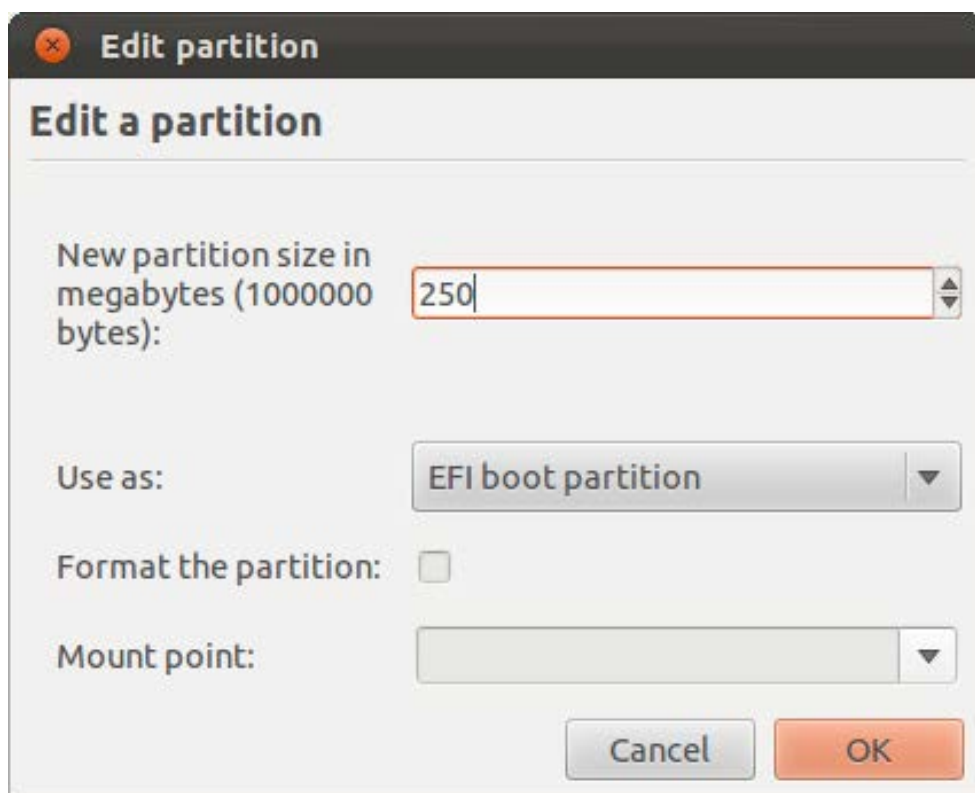 Edit partition
Edit a partition
New partition size in
megabytes (1000000
bytes):
250
Use as:
EFI boot partition
Format the partition:
Mount point:
Cancel
OK